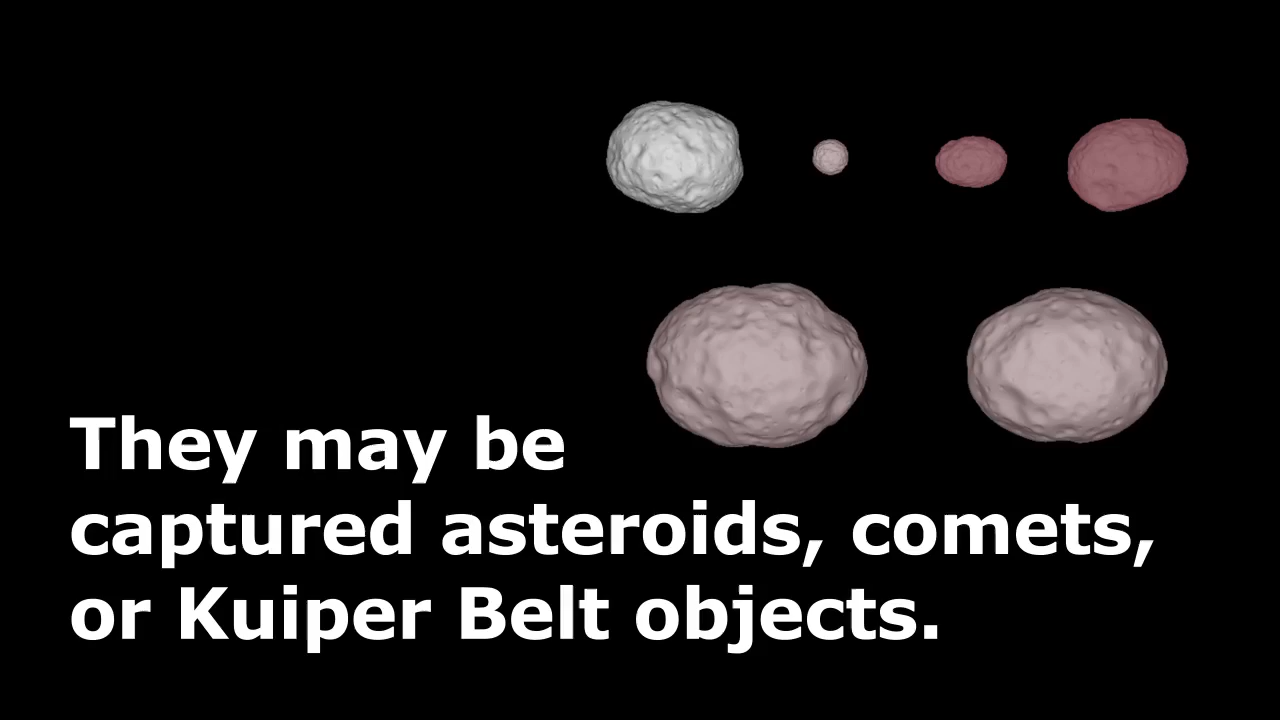 They may be
captured asteroids, comets,
or Kuiper Belt objects.